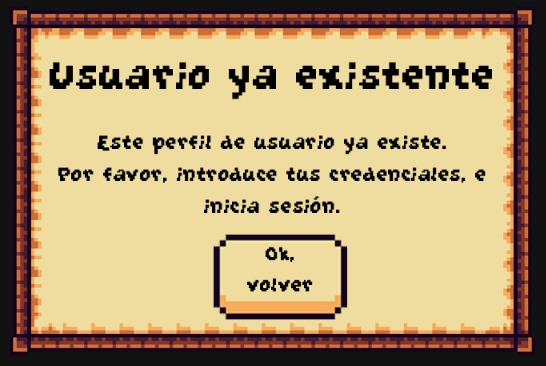 Usuario ya existente
Este perfil de usuario ya existe.
Por favor, introduce tus credenciales, e
inicia sesión.
Ok,
volver